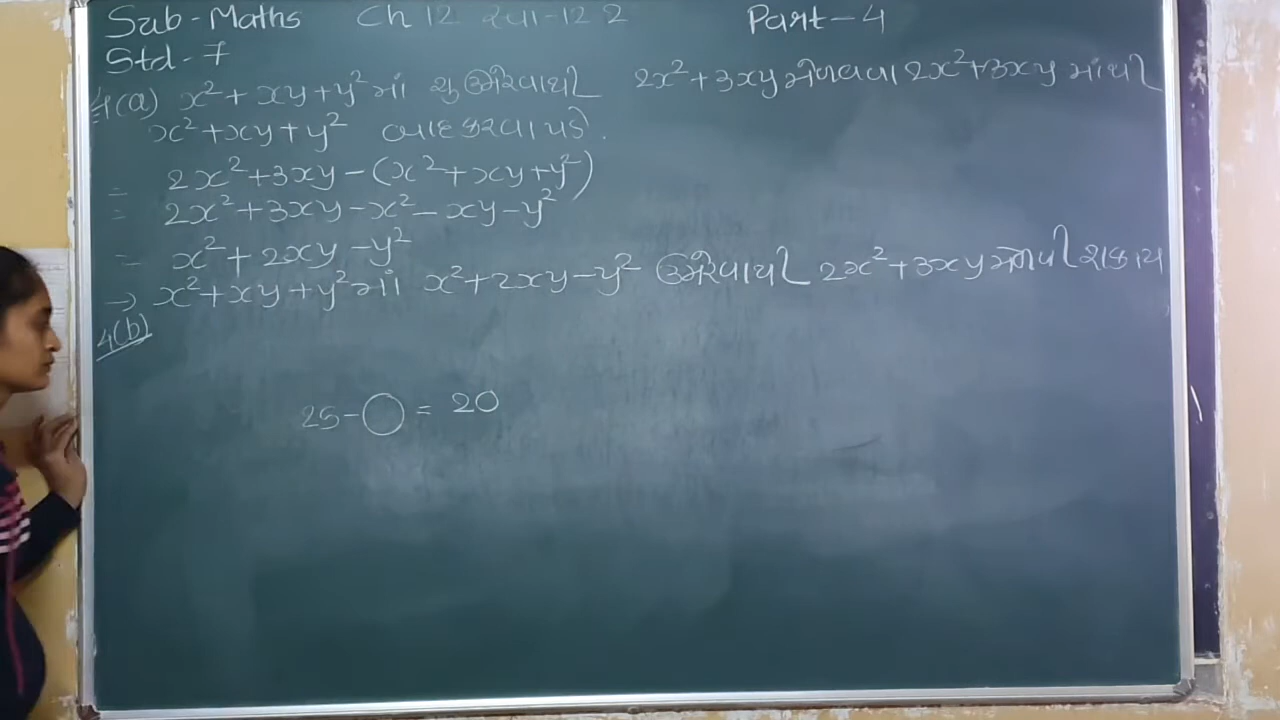 Sub - Maths Ch 12 સ્વા-12.2 Part - 4
Std - 7
4(a) x² + xy + y² માં શું ઉમેરવાથી 2x² + 3xy મેળવવા 2x² + 3xy માંથી
x² + xy + y² બાદ કરવા પડે.
= 2x² + 3xy - (x² + xy + y²)
= 2x² + 3xy - x² - xy - y²
= x² + 2xy - y²
→ x² + xy + y² માં x² + 2xy - y² ઉમેરવાથી 2x² + 3xy મેળવી શકાય
4(b)
25 - ○ = 20